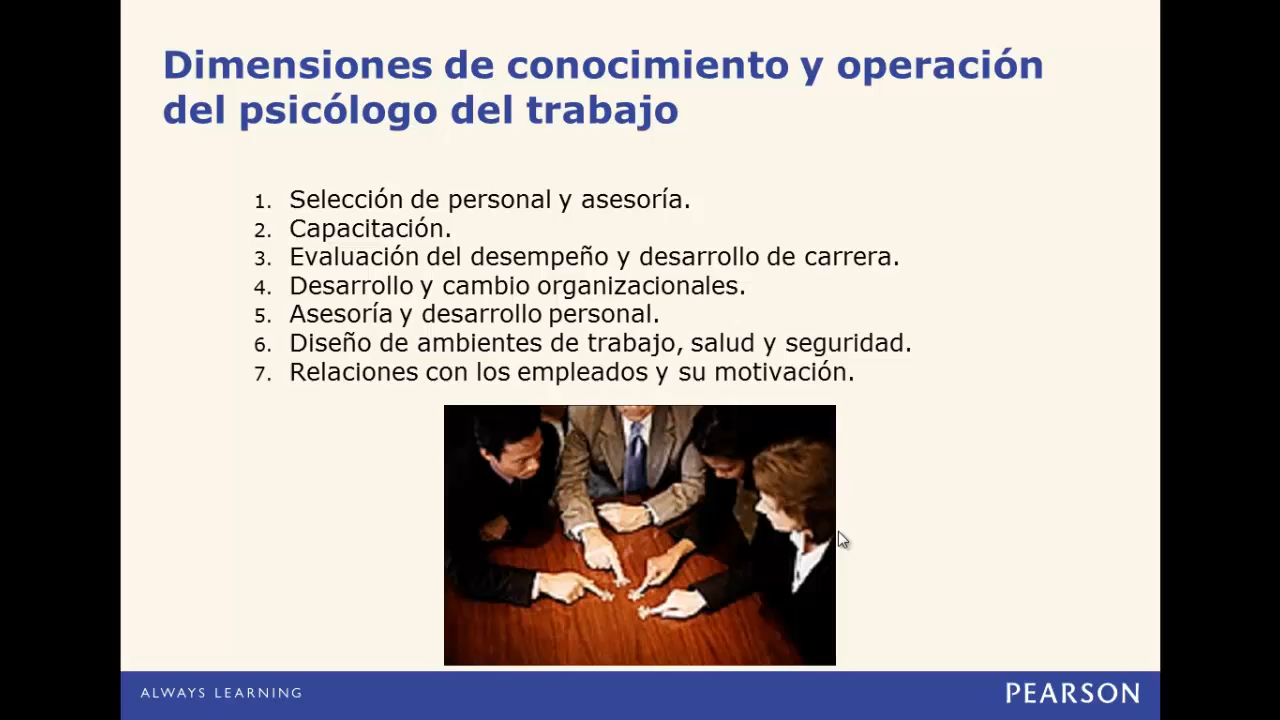 Dimensiones de conocimiento y operación
del psicólogo del trabajo
1. Selección de personal y asesoría.
2. Capacitación.
3. Evaluación del desempeño y desarrollo de carrera.
4. Desarrollo y cambio organizacionales.
5. Asesoría y desarrollo personal.
6. Diseño de ambientes de trabajo, salud y seguridad.
7. Relaciones con los empleados y su motivación.
ALWAYS LEARNING
PEARSON